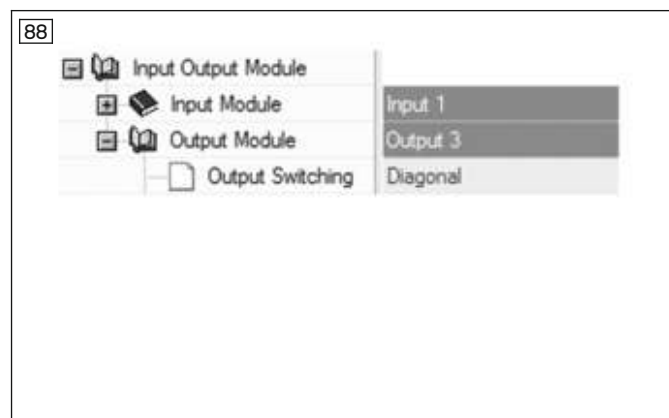 88
Input Output Module
Input Module Input 1
Output Module Output 3
Output Switching Diagonal